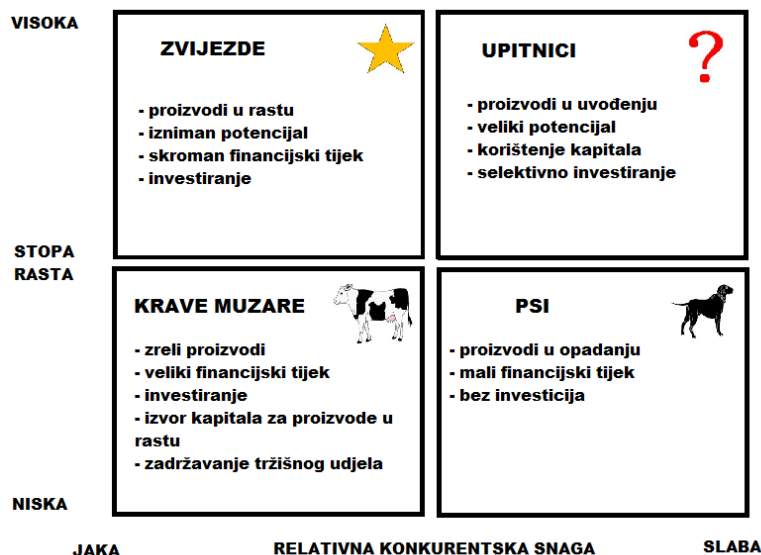 VISOKA
ZVIJEZDE
- proizvodi u rastu
- izniman potencijal
- skroman financijski tijek
- investiranje
UPITNICI
?
- proizvodi u uvođenju
- veliki potencijal
- korištenje kapitala
- selektivno investiranje
STOPA
RASTA
KRAVE MUZARE
- zreli proizvodi
- veliki financijski tijek
- investiranje
- izvor kapitala za proizvode u
rastu
- zadržavanje tržišnog udjela
PSI
- proizvodi u opadanju
- mali financijski tijek
- bez investicija
NISKA
JAKA
RELATIVNA KONKURENTSKA SNAGA
SLABA